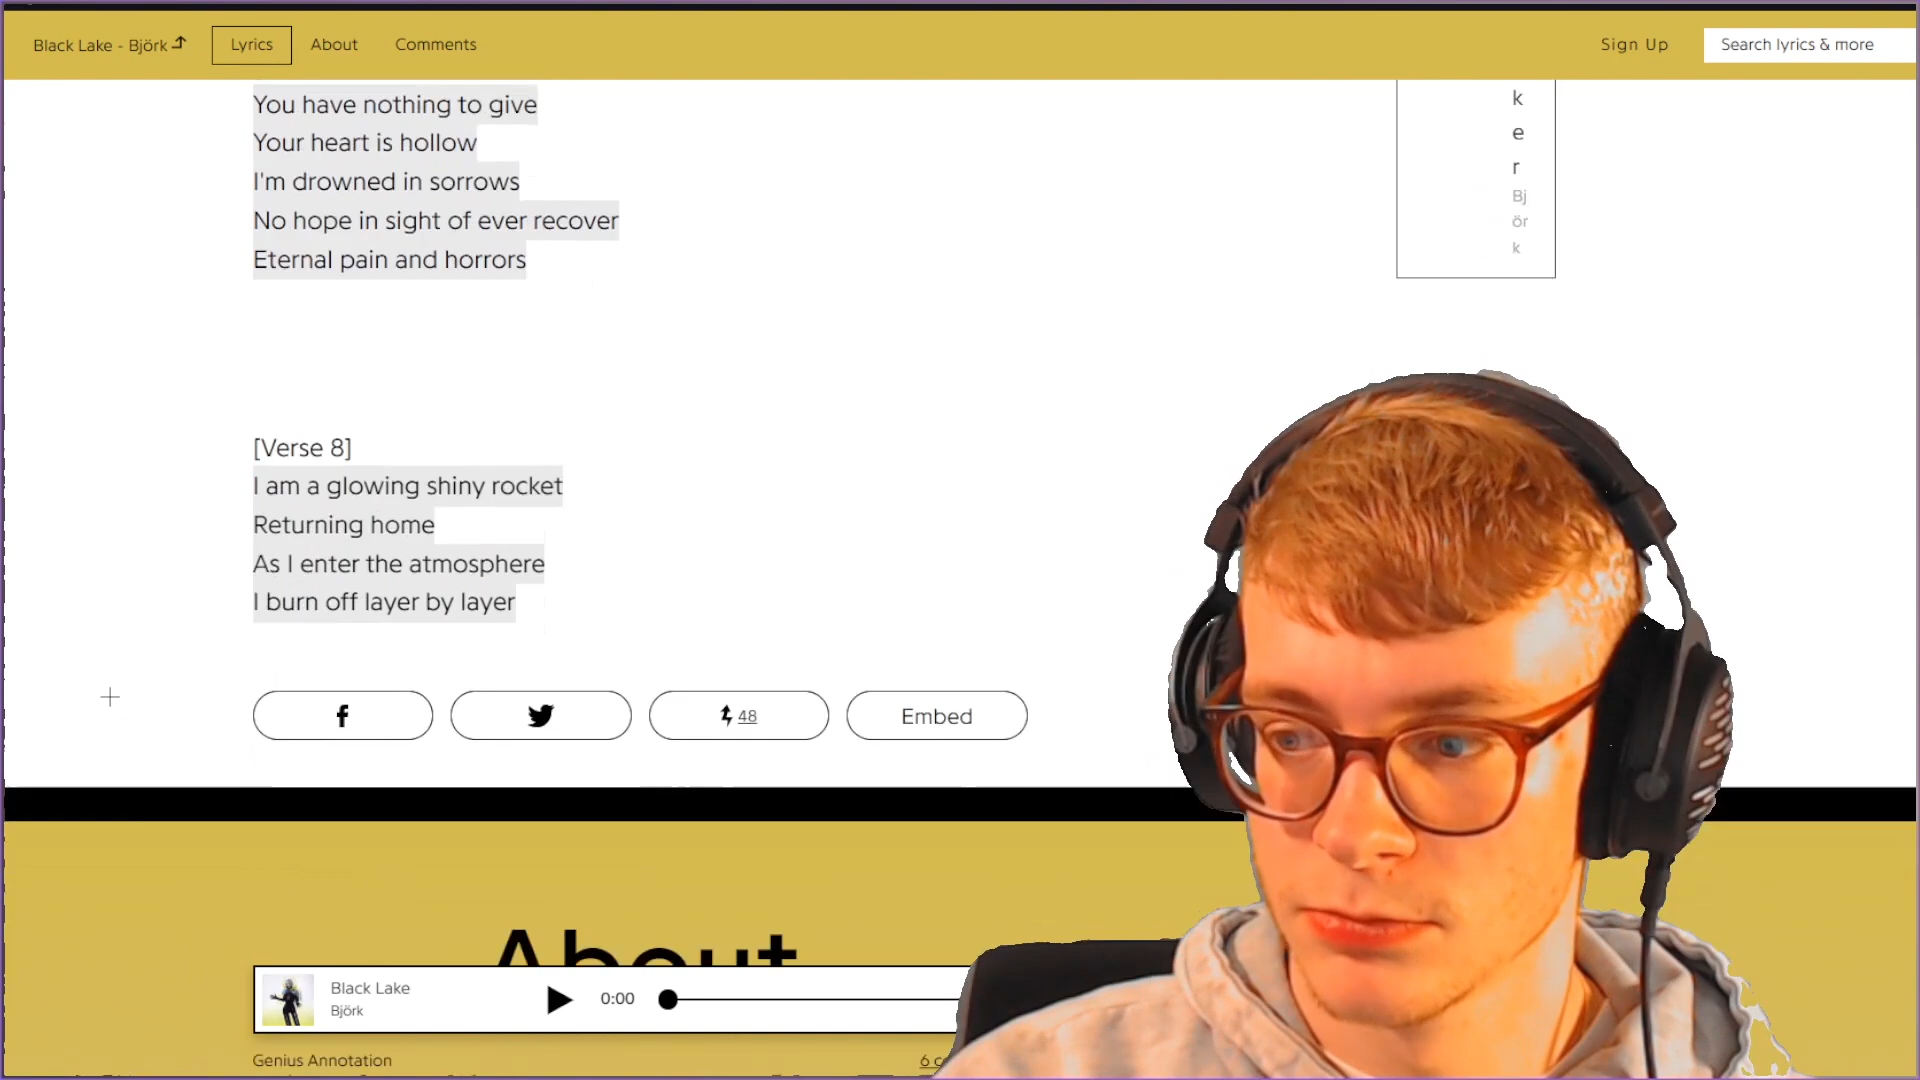 Black Lake - Björk
Lyrics
About
Comments
Sign Up
Search lyrics & more
You have nothing to give
Your heart is hollow
I'm drowned in sorrows
No hope in sight of ever recover
Eternal pain and horrors
k
e
r
Bj
ör
k
[Verse 8]
I am a glowing shiny rocket
Returning home
As I enter the atmosphere
I burn off layer by layer
48
Embed
About
Black Lake
Björk
0:00
Genius Annotation
6 c